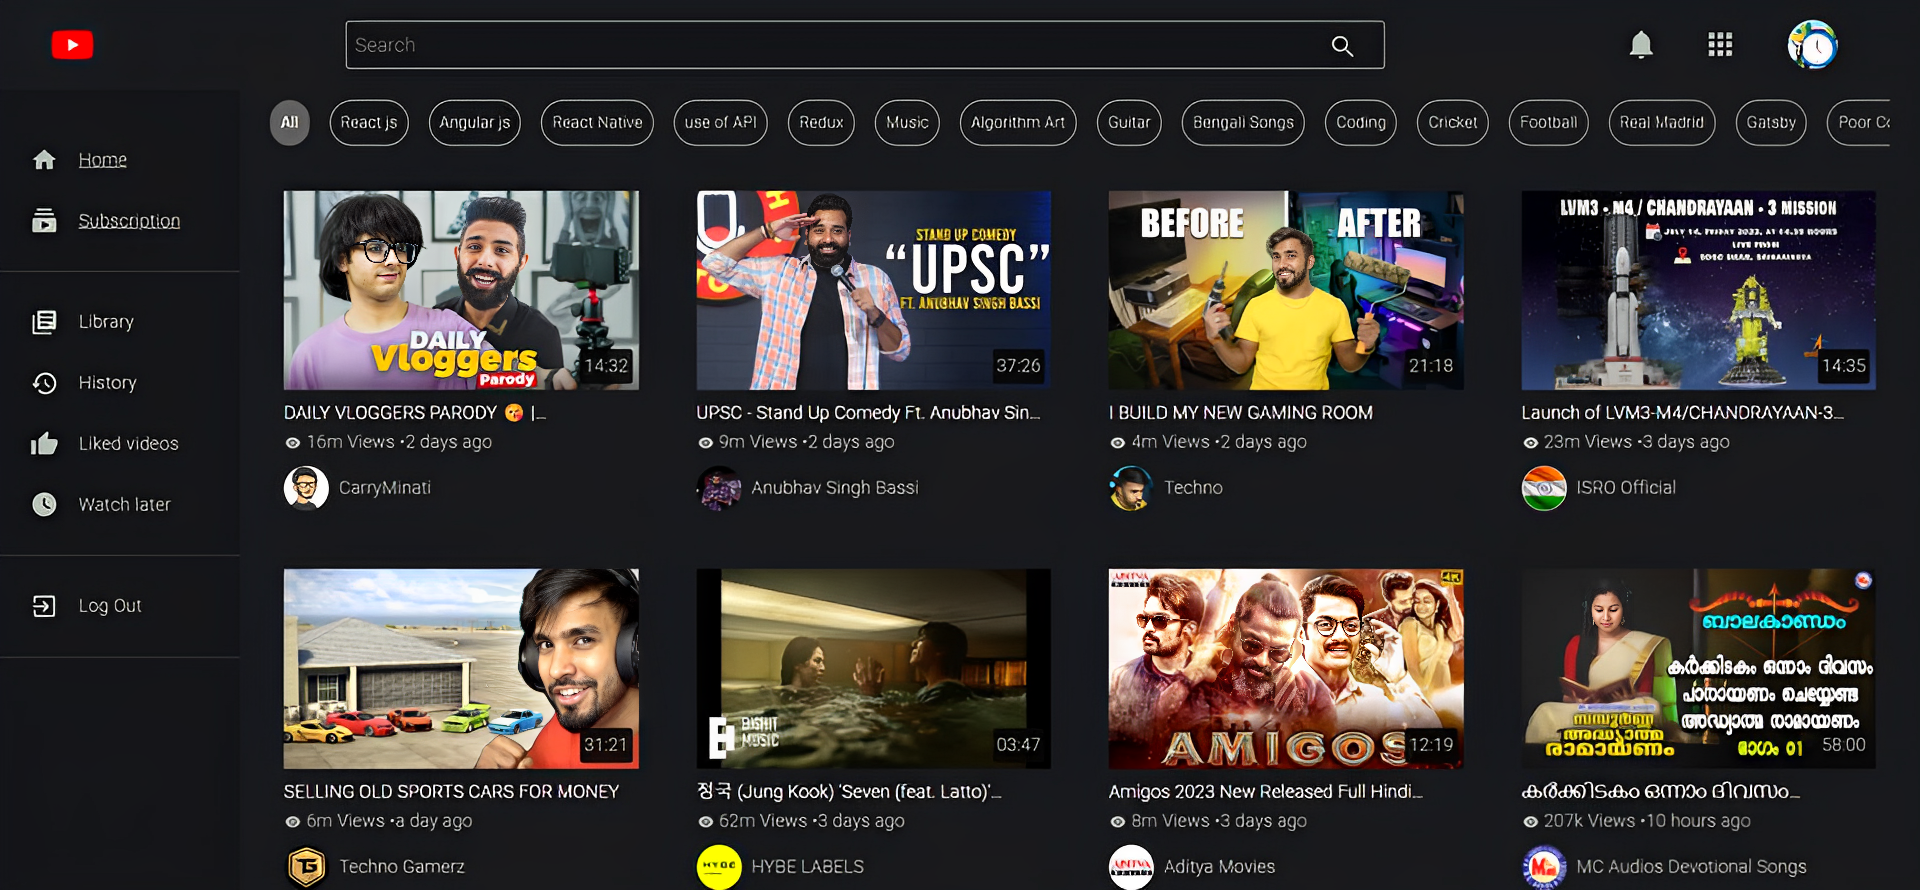 Search
All
React js
Angular js
React Native
use of API
Redux
Music
Algorithm Art
Guitar
Bengali Songs
Coding
Cricket
Football
Real Madrid
Gatsby
Poor Co
Home
Subscription
Library
History
Liked videos
Watch later
Log Out
DAILY
Vloggers
Parody
14:32
DAILY VLOGGERS PARODY 😘 |...
16m Views •2 days ago
CarryMinati
STAND UP COMEDY
“UPSC”
FT. ANUBHAV SINGH BASSI
37:26
UPSC - Stand Up Comedy Ft. Anubhav Sin...
9m Views •2 days ago
Anubhav Singh Bassi
BEFORE
AFTER
21:18
I BUILD MY NEW GAMING ROOM
4m Views •2 days ago
Techno
LVM3 - M4 / CHANDRAYAAN - 3 MISSION
14:35
Launch of LVM3-M4/CHANDRAYAAN-3...
23m Views •3 days ago
ISRO Official
31:21
SELLING OLD SPORTS CARS FOR MONEY
6m Views •a day ago
Techno Gamerz
BIGHIT
MUSIC
03:47
정국 (Jung Kook) 'Seven (feat. Latto)'...
62m Views •3 days ago
HYBE LABELS
4K
AMIGOS
12:19
Amigos 2023 New Released Full Hindi...
8m Views •3 days ago
Aditya Movies
ബാലകാണ്ഡം
കർക്കിടകം ഒന്നാം ദിവസം
പാരായണം ചെയ്യേണ്ട
അദ്ധ്യാത്മ രാമായണം
ഭാഗം 01
സമ്പൂർണ്ണ
അദ്ധ്യാത്മ
രാമായണം
58:00
കർക്കിടകം ഒന്നാം ദിവസം...
207k Views •10 hours ago
MC Audios Devotional Songs